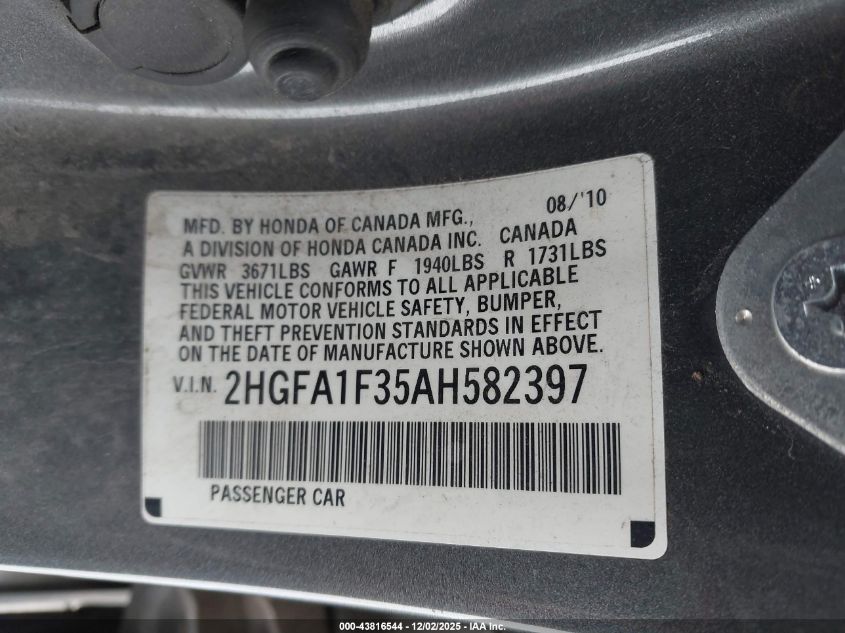 08/'10
MFD. BY HONDA OF CANADA MFG.,
A DIVISION OF HONDA CANADA INC. CANADA
GVWR 3671LBS GAWR F 1940LBS R 1731LBS
THIS VEHICLE CONFORMS TO ALL APPLICABLE
FEDERAL MOTOR VEHICLE SAFETY, BUMPER,
AND THEFT PREVENTION STANDARDS IN EFFECT
ON THE DATE OF MANUFACTURE SHOWN ABOVE.
V.I.N. 2HGFA1F35AH582397
PASSENGER CAR
000-43816544 - 12/02/2025 - IAA Inc.